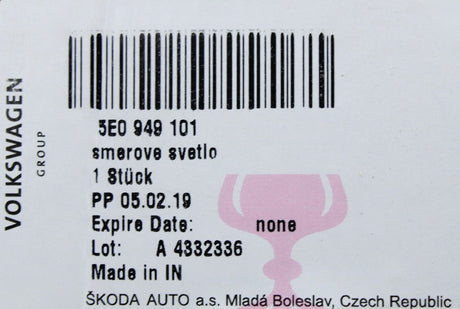 VOLKSWAGEN
GROUP
5E0 949 101
smerove svetlo
1 Stück
PP 05.02.19
Expire Date: none
Lot: A 4332336
Made in IN
ŠKODA AUTO a.s. Mladá Boleslav, Czech Republic